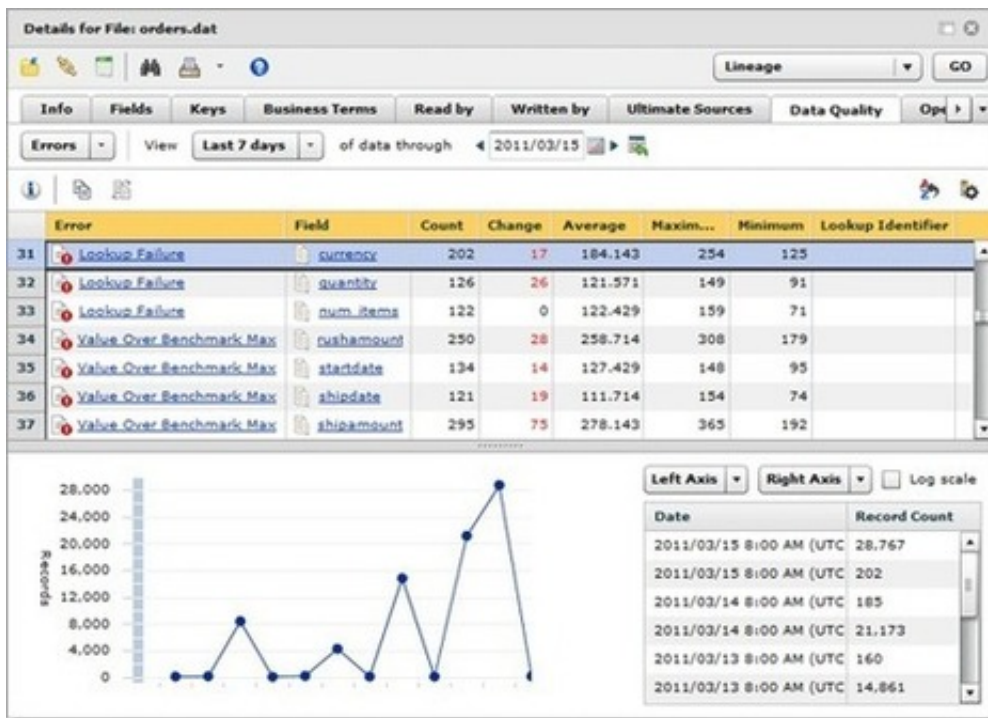 Details for File: orders.dat
Lineage GO
Info Fields Keys Business Terms Read by Written by Ultimate Sources Data Quality Ope
Errors View Last 7 days of data through 2011/03/15
Error Field Count Change Average Maxim... Minimum Lookup Identifier
31 Lookup Failure currency 202 17 184.143 254 125
32 Lookup Failure quantity 126 26 121.571 149 91
33 Lookup Failure num_items 122 0 122.429 159 71
34 Value Over Benchmark Max rushamount 250 28 258.714 308 179
35 Value Over Benchmark Max startdate 134 14 127.429 148 95
36 Value Over Benchmark Max shipdate 121 19 111.714 154 74
37 Value Over Benchmark Max shipamount 295 75 278.143 365 192
Left Axis Right Axis Log scale
28,000
24,000
20,000
16,000
12,000
8,000
4,000
0
Records
Date Record Count
2011/03/15 8:00 AM (UTC 28,767
2011/03/15 8:00 AM (UTC 202
2011/03/14 8:00 AM (UTC 185
2011/03/14 8:00 AM (UTC 21,173
2011/03/13 8:00 AM (UTC 160
2011/03/13 8:00 AM (UTC 14,861